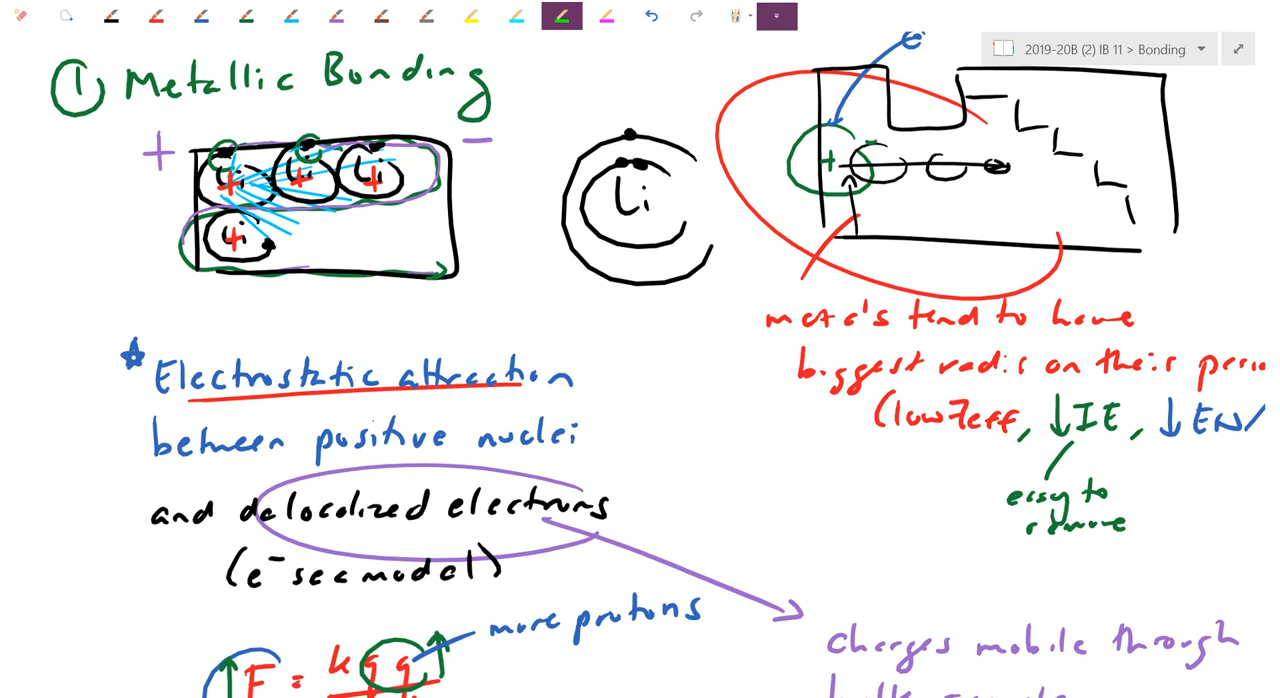 2019-20B (2) IB 11 > Bonding
① Metallic Bonding
+
−
Li Li Li
+ + +
Li
+
Li
e⁻
+
metals tend to have
biggest radii on their perio
(low Zeff, ↓IE, ↓EN/
easy to
remove
Electrostatic attraction
between positive nuclei
and delocalized electrons
(e⁻ sea model)
more protons
F = k q q
charges mobile through
bulk